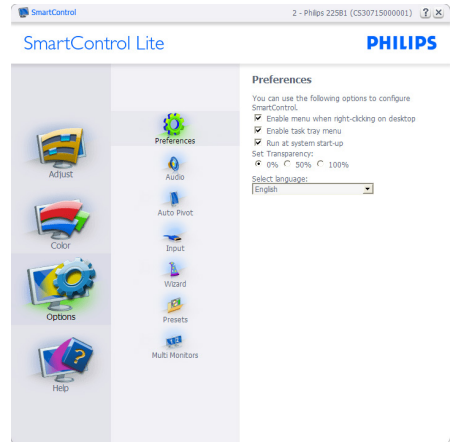 SmartControl
2 - Philips 225B1 (CS30715000001) ? ×
SmartControl Lite
PHILIPS
Adjust
Color
Options
Help
Preferences
Audio
Auto Pivot
Input
Wizard
Presets
Multi Monitors
Preferences
You can use the following options to configure
SmartControl.
Enable menu when right-clicking on desktop
Enable task tray menu
Run at system start-up
Set Transparency:
0% 50% 100%
Select language:
English